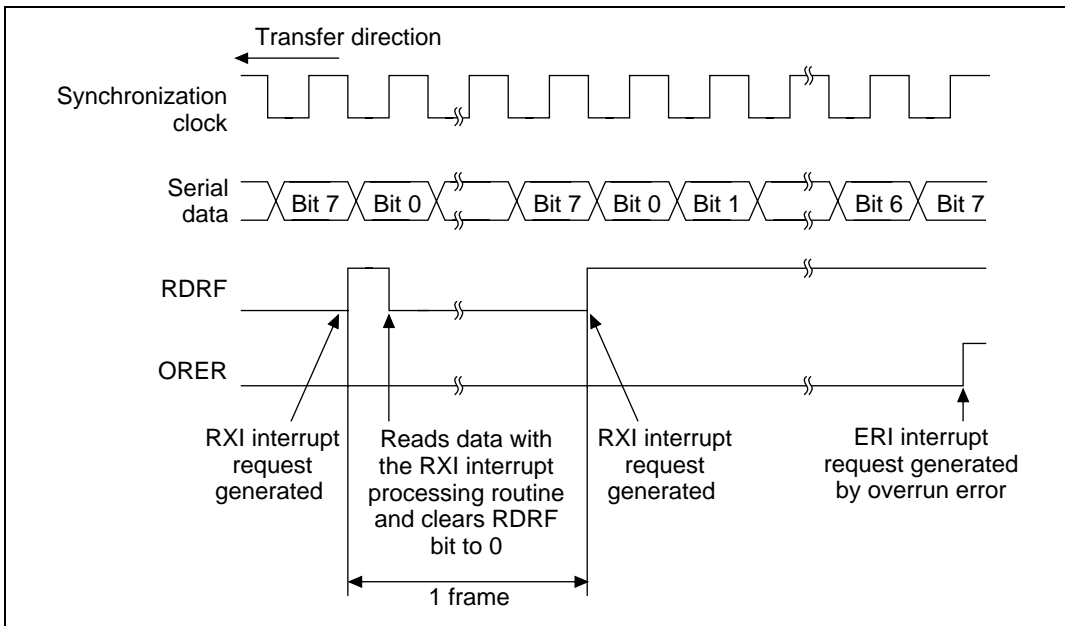 Transfer direction
Synchronization
clock
Serial
data
Bit 7
Bit 0
Bit 7
Bit 0
Bit 1
Bit 6
Bit 7
RDRF
ORER
RXI interrupt
request
generated
Reads data with
the RXI interrupt
processing routine
and clears RDRF
bit to 0
RXI interrupt
request
generated
ERI interrupt
request generated
by overrun error
1 frame